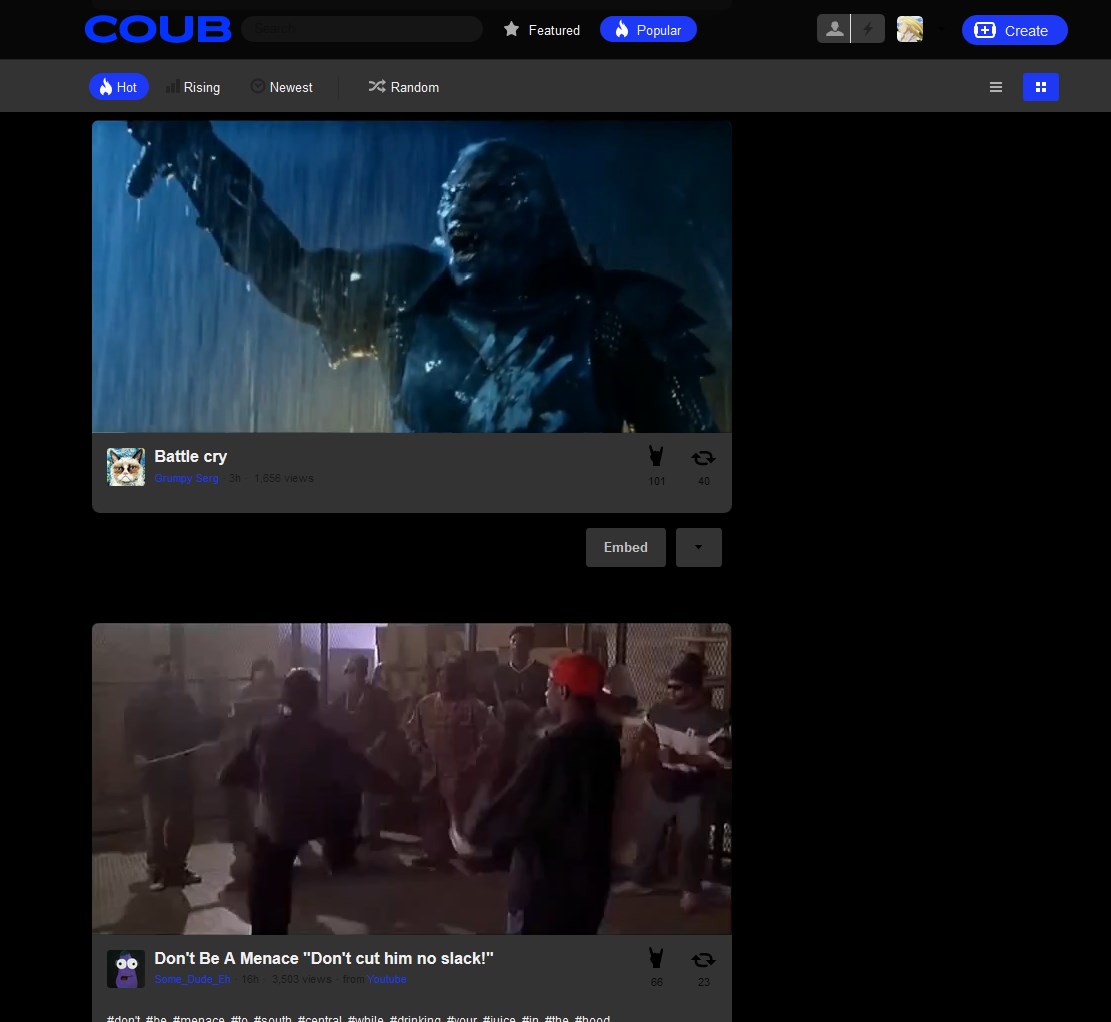 COUB Search Featured Popular Create
Hot Rising Newest Random
Battle cry
Grumpy Serg · 3h · 1,656 views
101 40
Embed
Don't Be A Menace "Don't cut him no slack!"
Some_Dude_Eh · 16h · 3,503 views · from Youtube
66 23
#don't #be #menace #to #south #central #while #drinking #your #juice #in #the #hood